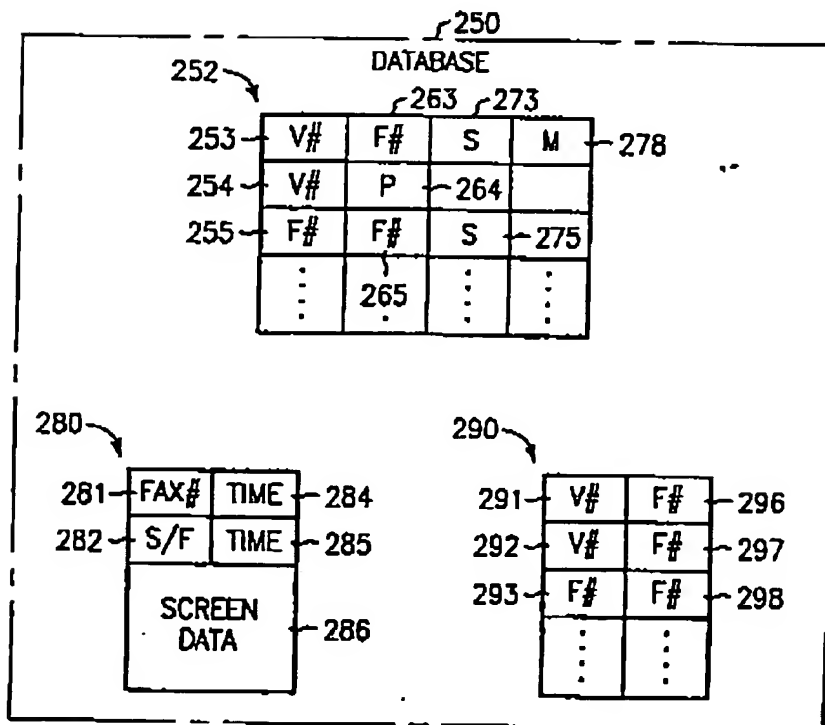 250
DATABASE
252
263 273
253 V# F# S M 278
254 V# P 264
255 F# F# S 275
265
280
281 FAX# TIME 284
282 S/F TIME 285
SCREEN
DATA
286
290
291 V# F# 296
292 V# F# 297
293 F# F# 298